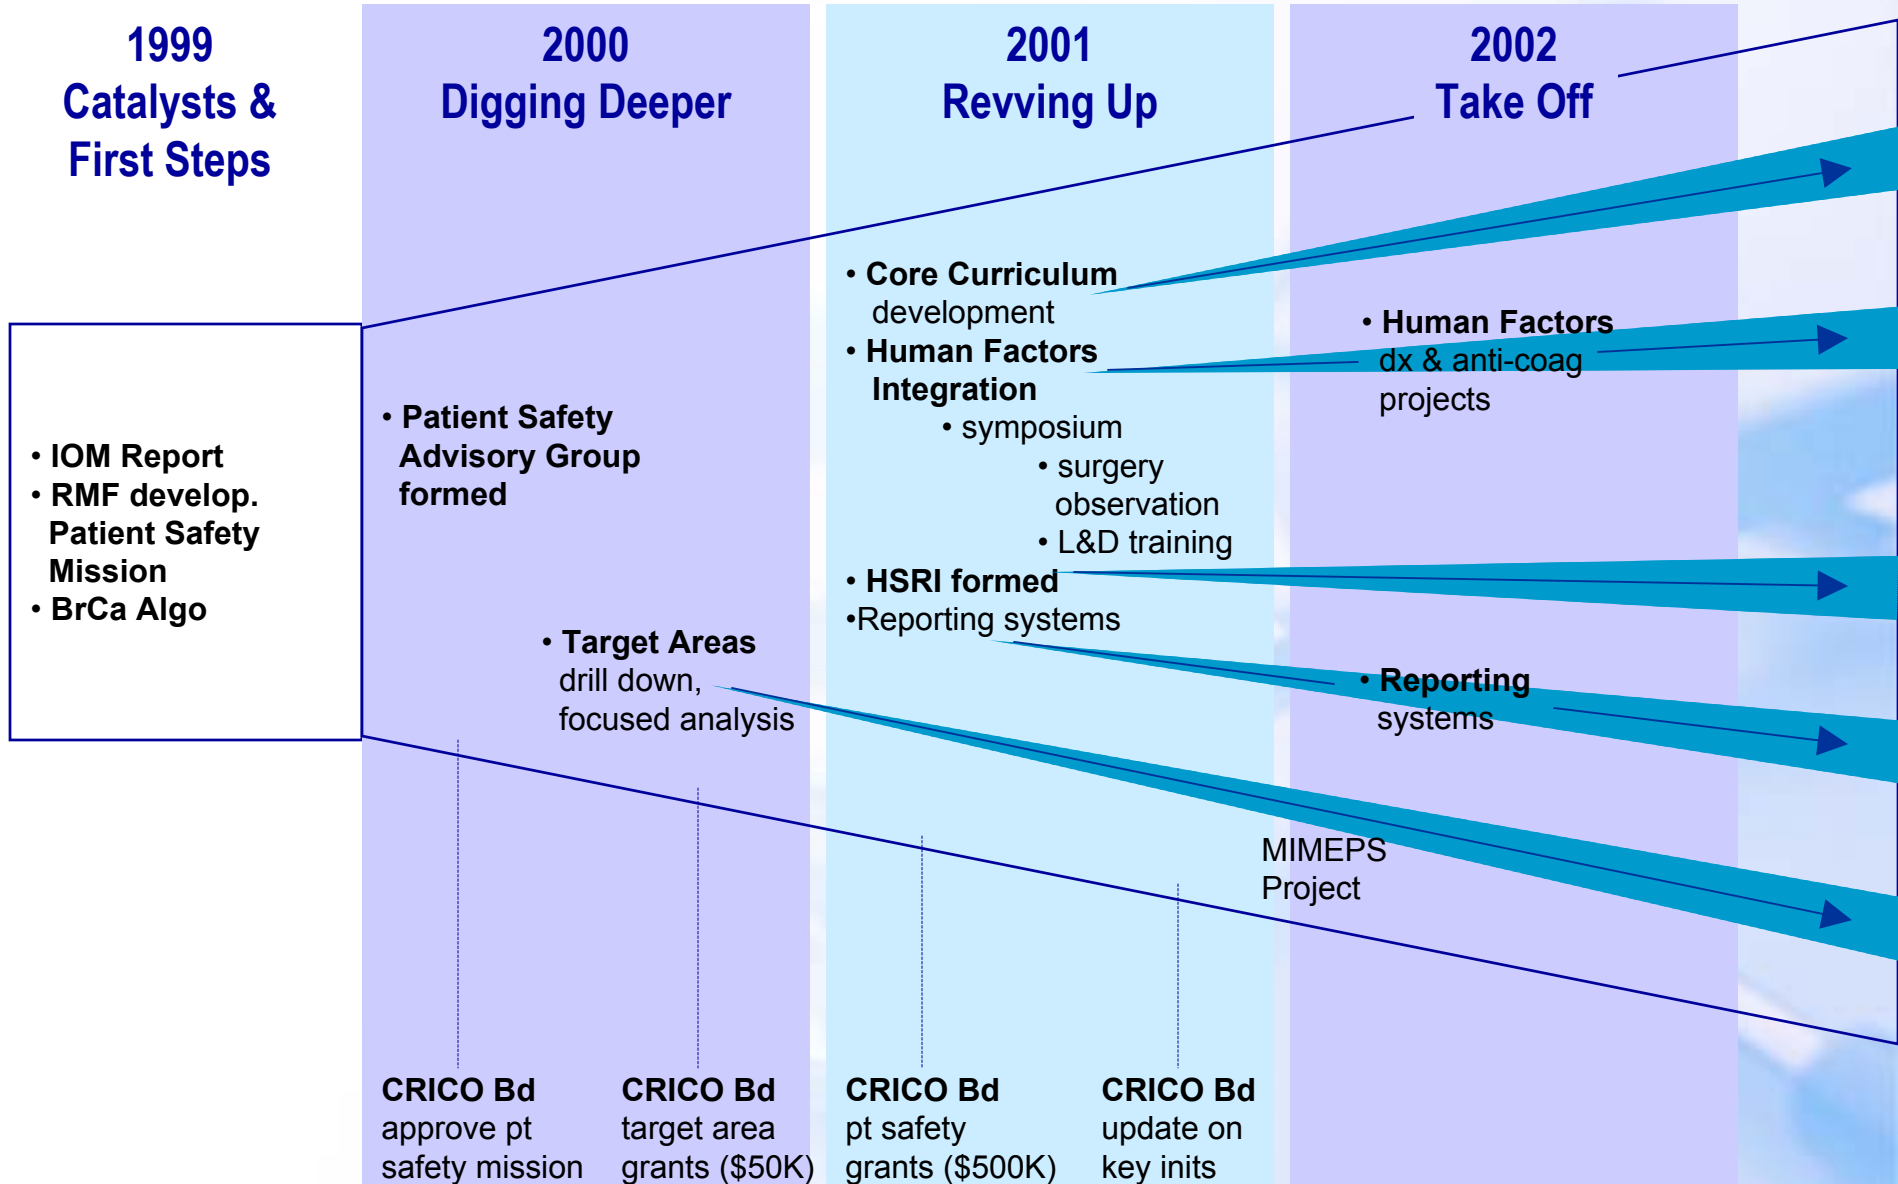 1999
Catalysts &
First Steps
2000
Digging Deeper
2001
Revving Up
2002
Take Off
• IOM Report
• RMF develop.
Patient Safety
Mission
• BrCa Algo
• Patient Safety
Advisory Group
formed
• Target Areas
drill down,
focused analysis
• Core Curriculum
development
• Human Factors
Integration
• symposium
• surgery
observation
• L&D training
• HSRI formed
•Reporting systems
• Human Factors
dx & anti-coag
projects
• Reporting
systems
MIMEPS
Project
CRICO Bd
approve pt
safety mission
CRICO Bd
target area
grants ($50K)
CRICO Bd
pt safety
grants ($500K)
CRICO Bd
update on
key inits